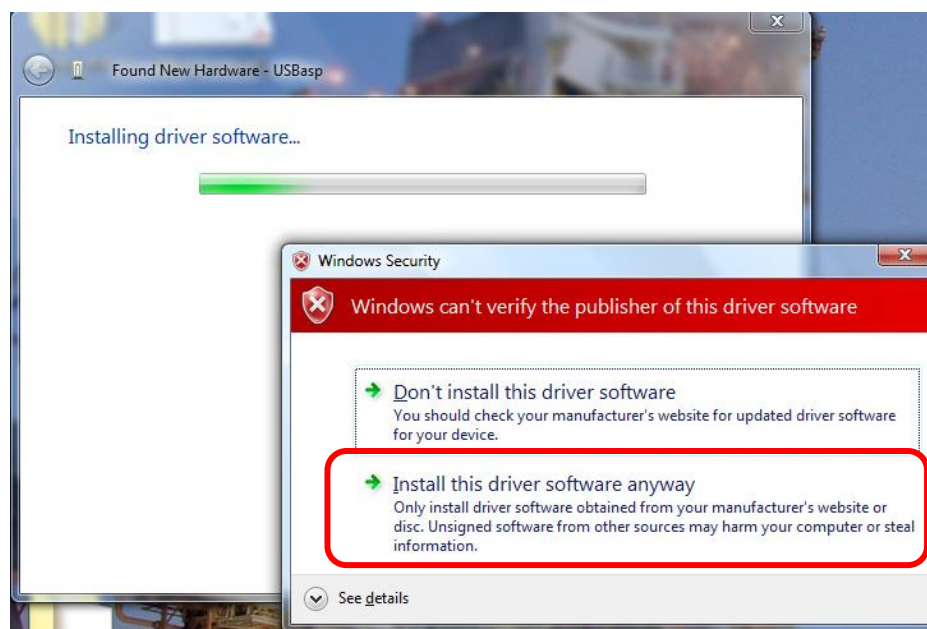 Found New Hardware - USBasp
Installing driver software...
Windows Security
Windows can't verify the publisher of this driver software
Don't install this driver software
You should check your manufacturer's website for updated driver software
for your device.
Install this driver software anyway
Only install driver software obtained from your manufacturer's website or
disc. Unsigned software from other sources may harm your computer or steal
information.
See details